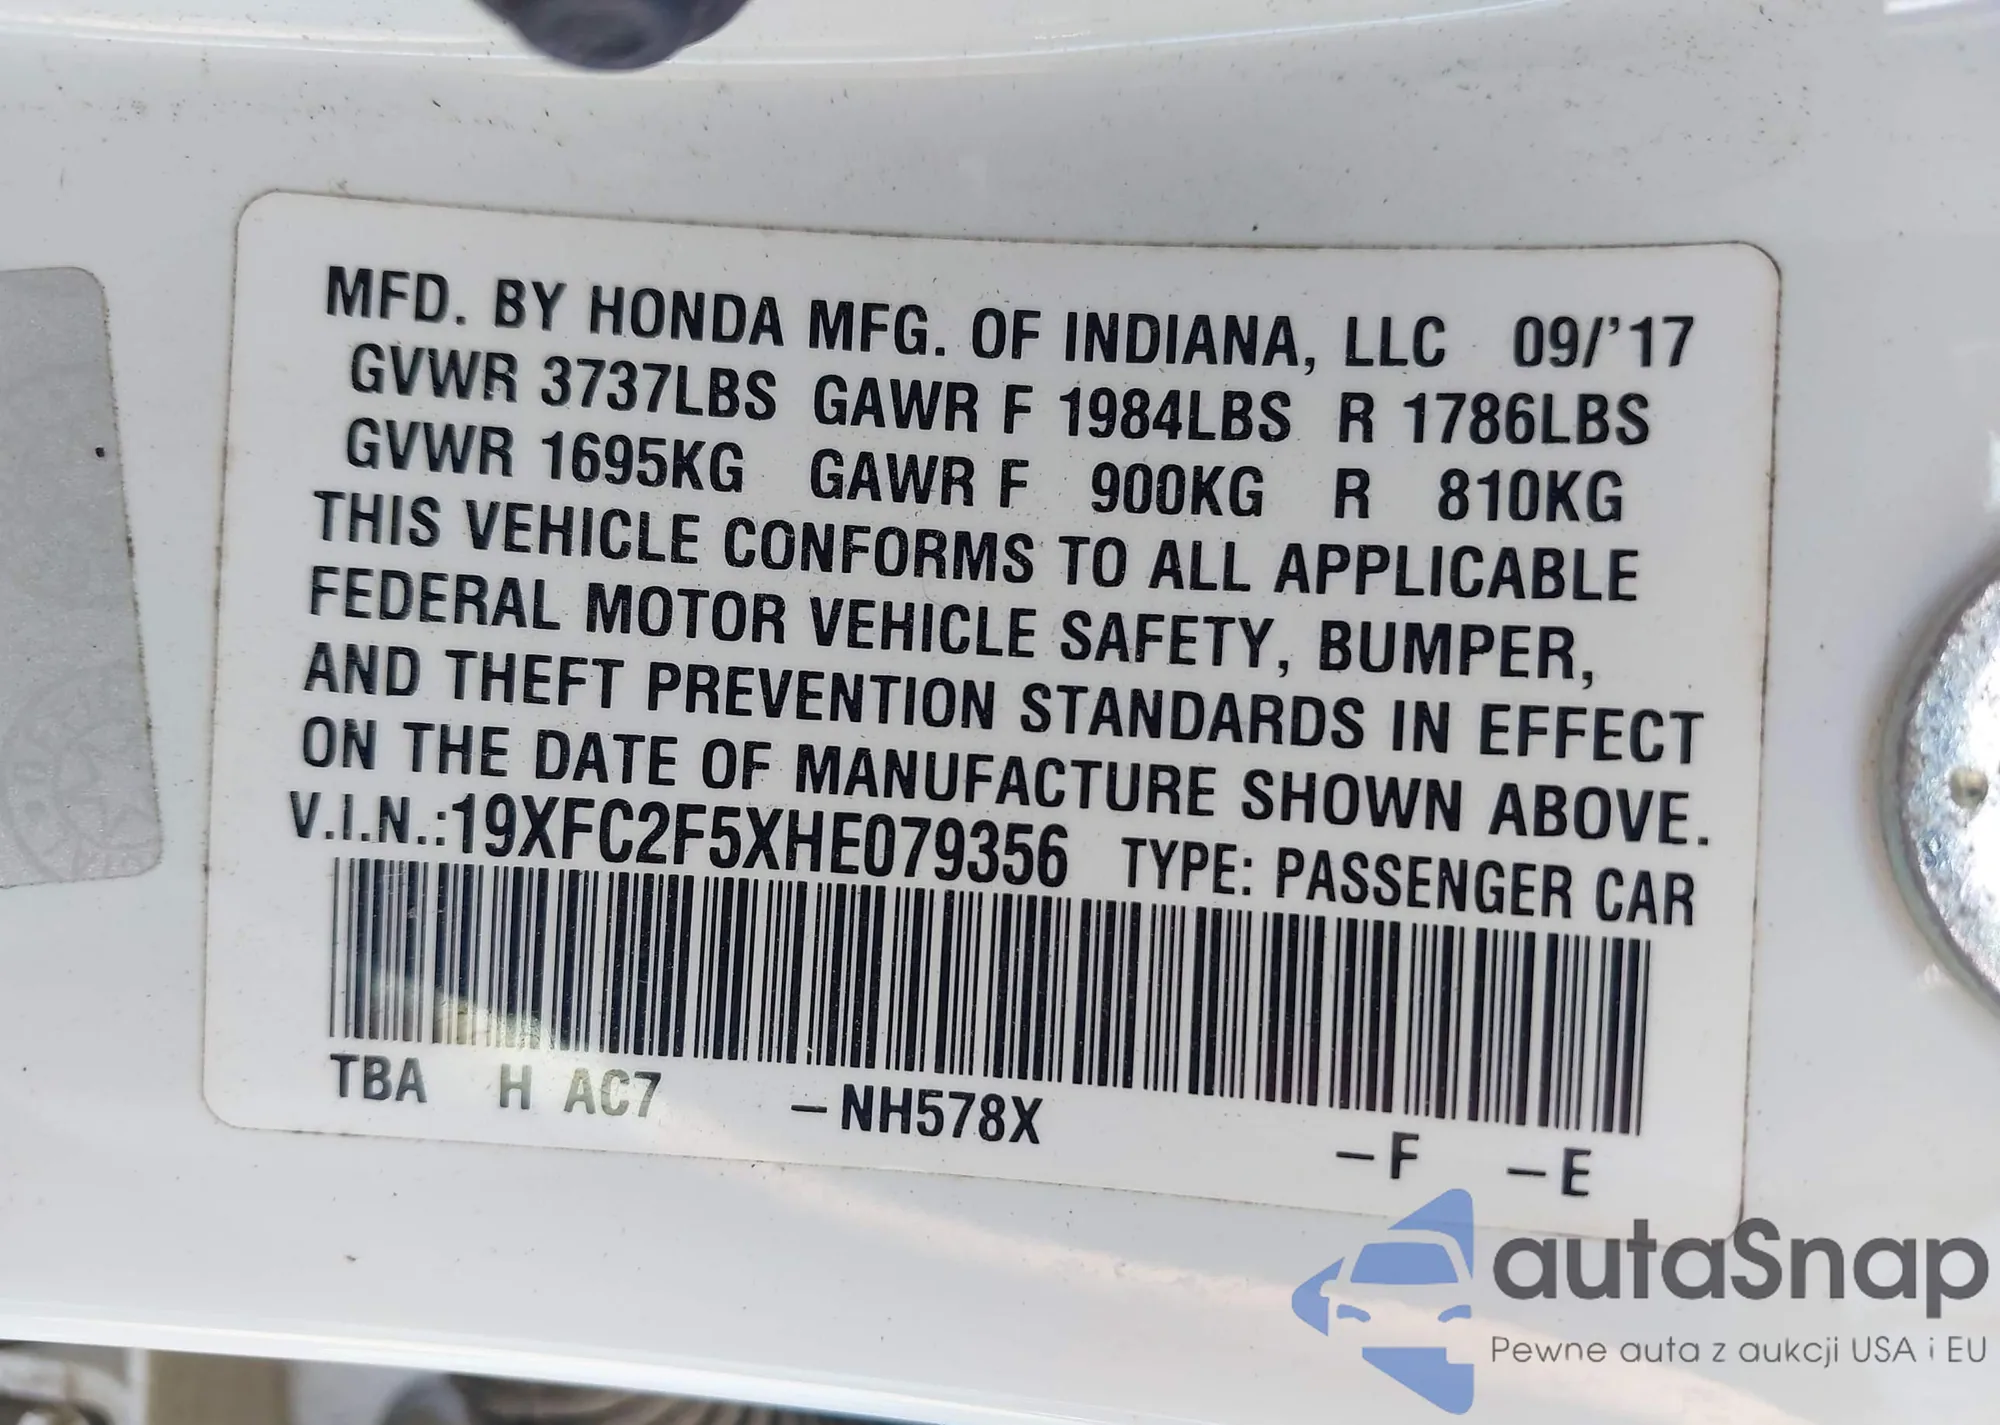 MFD. BY HONDA MFG. OF INDIANA, LLC 09/'17
GVWR 3737LBS GAWR F 1984LBS R 1786LBS
GVWR 1695KG GAWR F 900KG R 810KG
THIS VEHICLE CONFORMS TO ALL APPLICABLE
FEDERAL MOTOR VEHICLE SAFETY, BUMPER,
AND THEFT PREVENTION STANDARDS IN EFFECT
ON THE DATE OF MANUFACTURE SHOWN ABOVE.
V.I.N.:19XFC2F5XHE079356 TYPE: PASSENGER CAR
TBA H AC7 –NH578X –F –E
autaSnap
Pewne auta z aukcji USA i EU